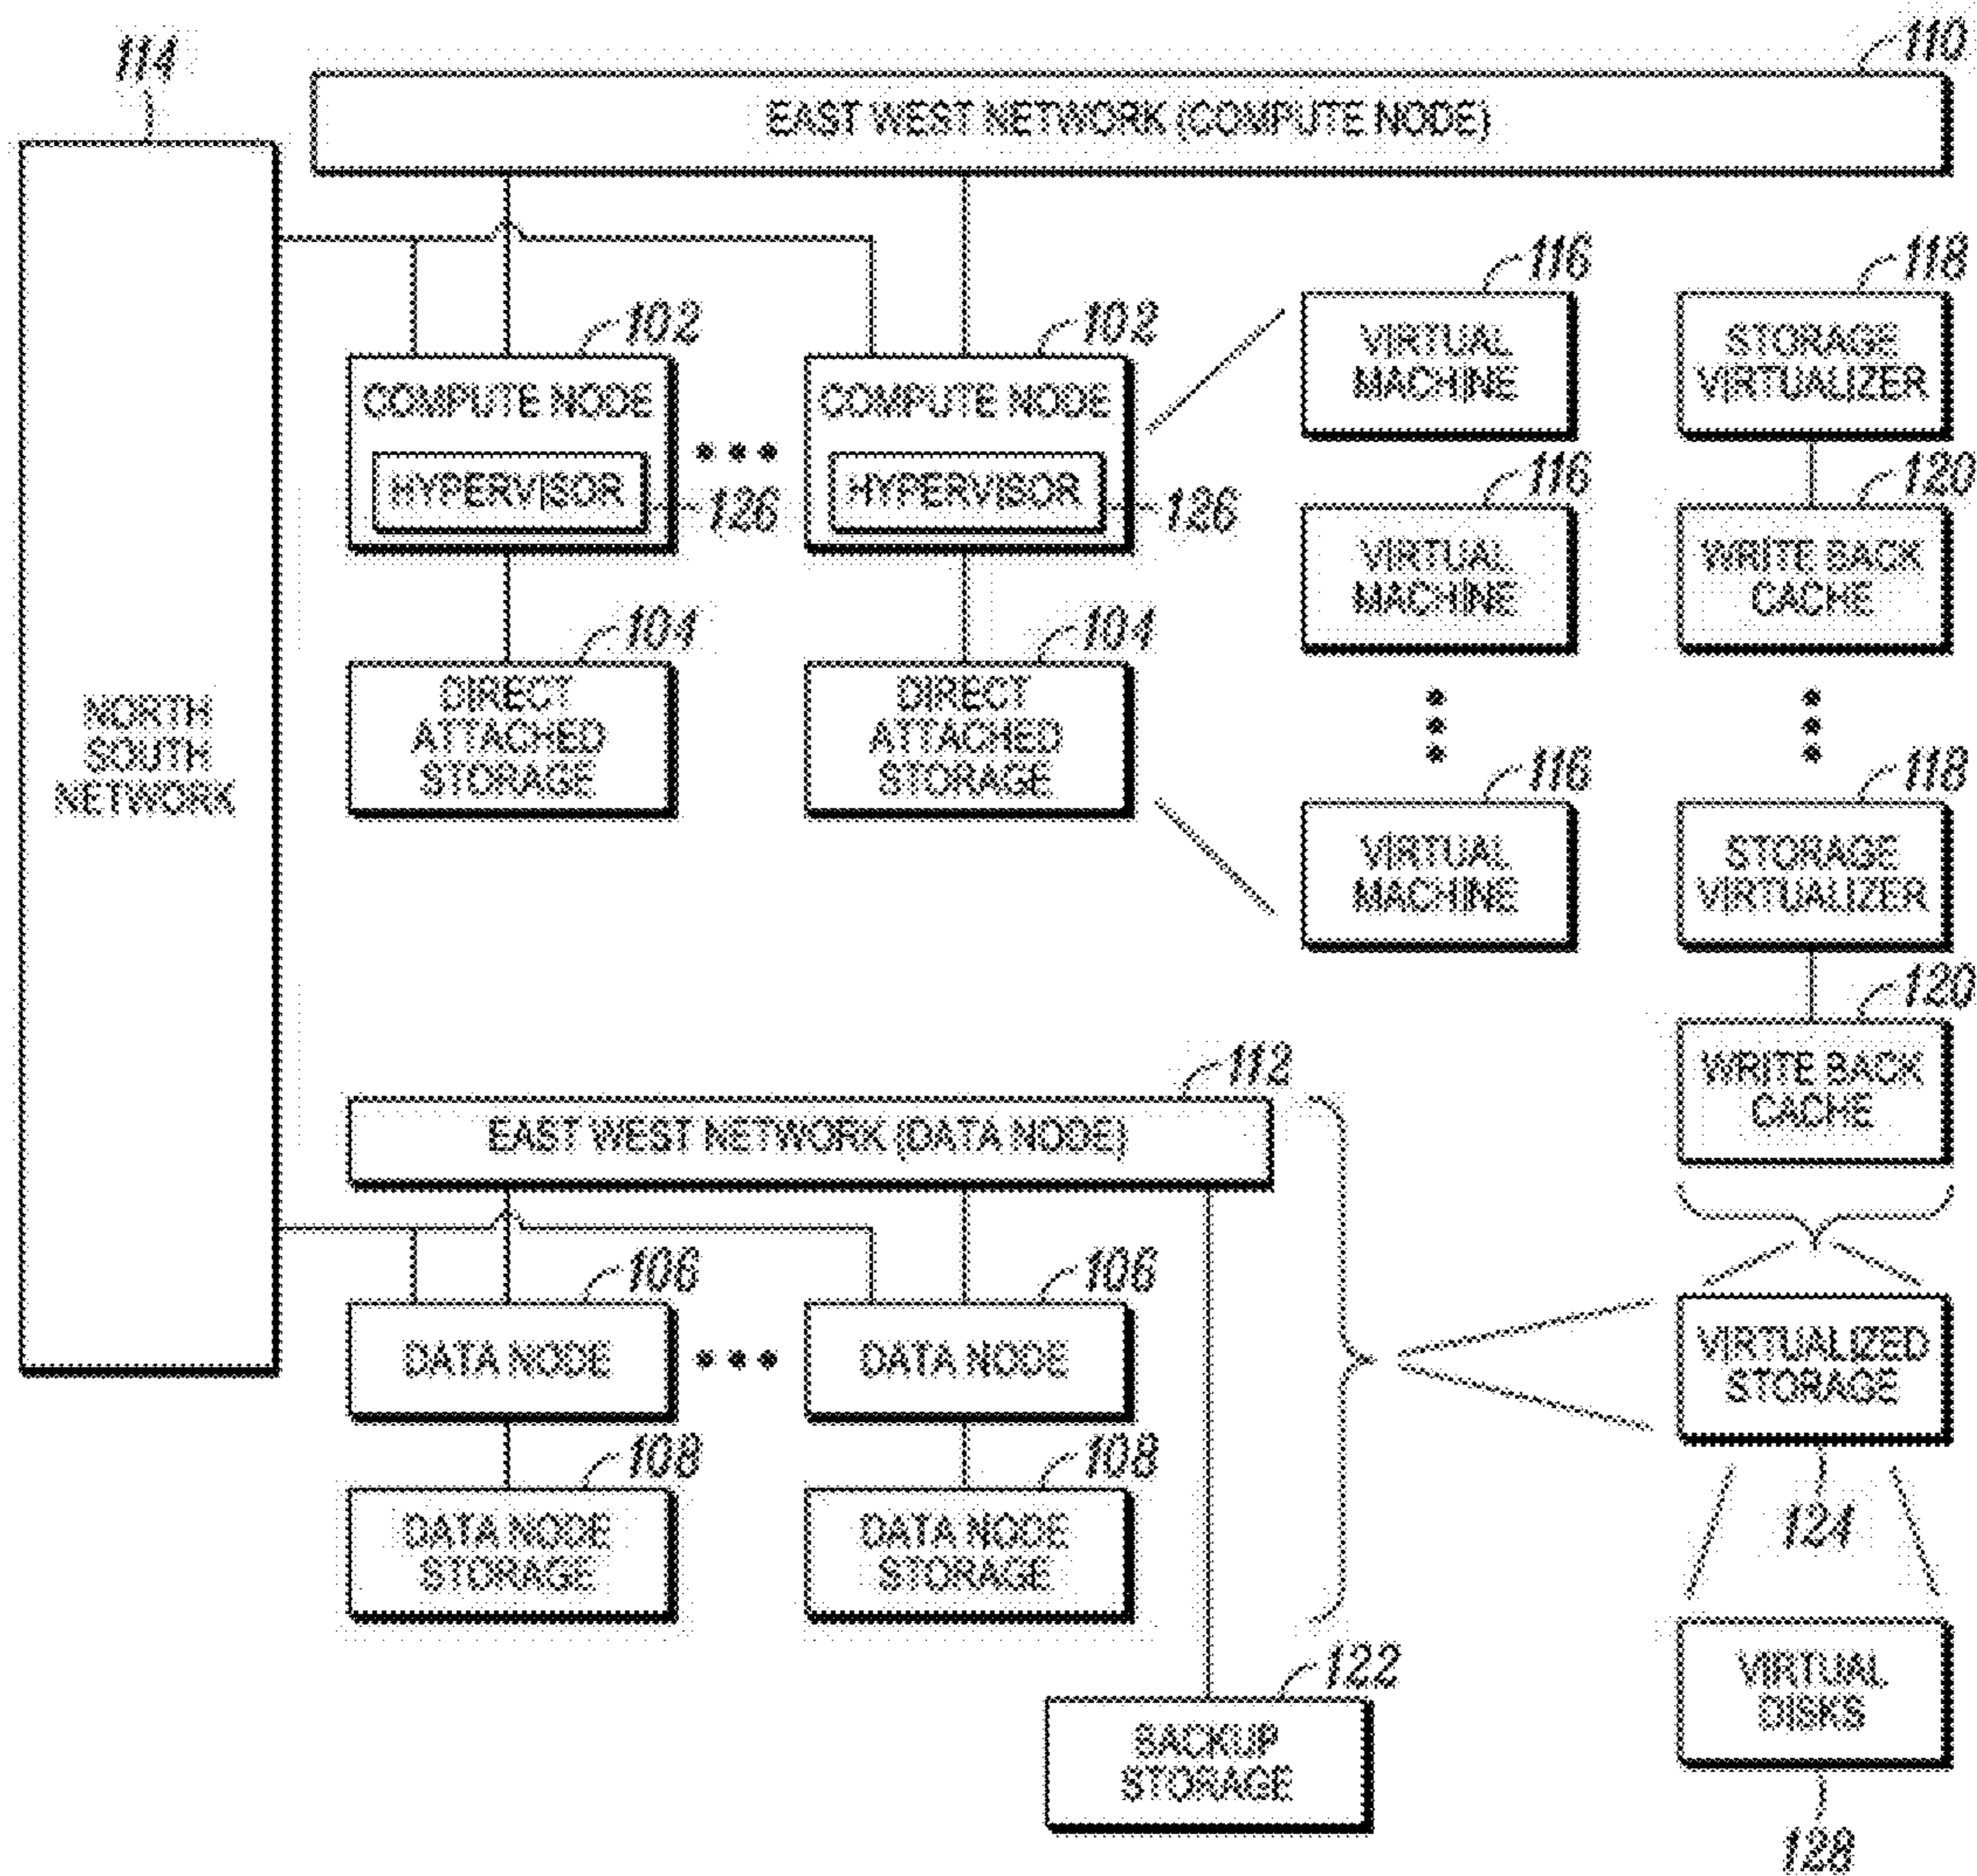 114
110
EAST WEST NETWORK (COMPUTE NODE)
116
118
102
102
VIRTUAL
MACHINE
STORAGE
VIRTUALIZER
COMPUTE NODE
COMPUTE NODE
116
120
HYPERVISOR
126
HYPERVISOR
126
VIRTUAL
MACHINE
WRITE BACK
CACHE
104
104
DIRECT
ATTACHED
STORAGE
DIRECT
ATTACHED
STORAGE
NORTH
SOUTH
NETWORK
116
118
VIRTUAL
MACHINE
STORAGE
VIRTUALIZER
120
112
WRITE BACK
CACHE
EAST WEST NETWORK (DATA NODE)
106
106
DATA NODE
DATA NODE
VIRTUALIZED
STORAGE
108
108
124
DATA NODE
STORAGE
DATA NODE
STORAGE
122
VIRTUAL
DISKS
BACKUP
STORAGE
128